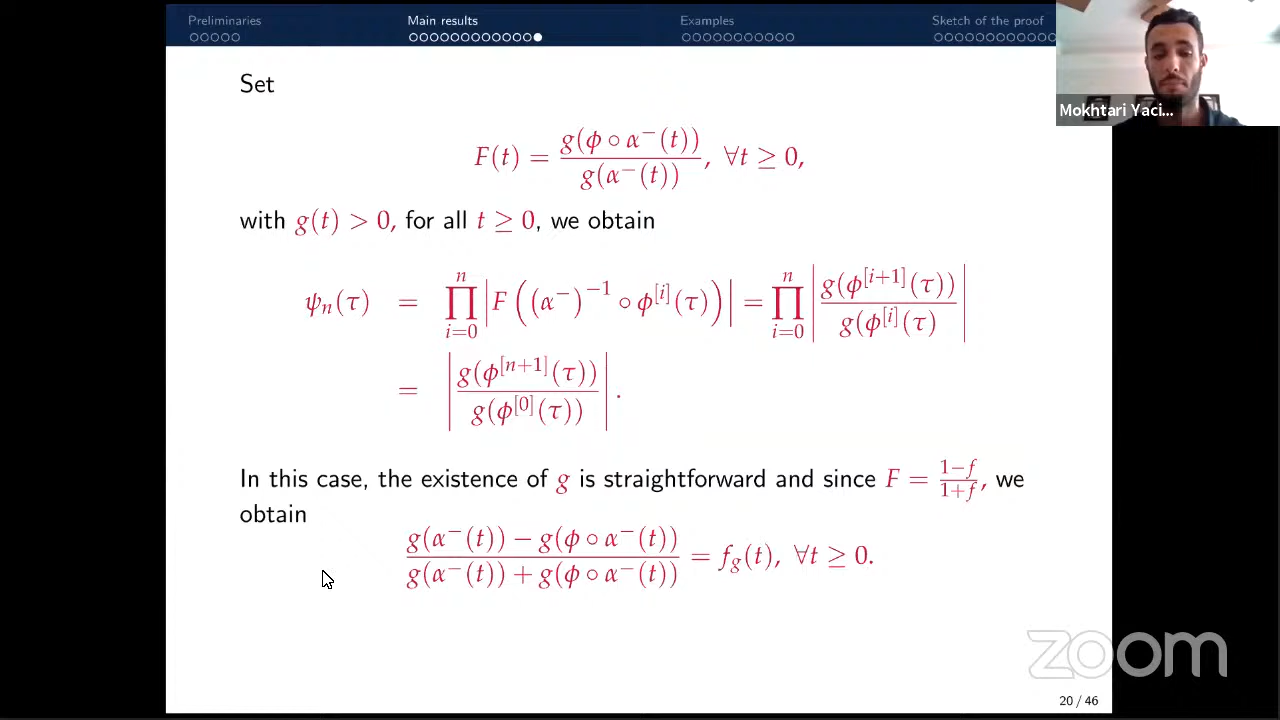 Preliminaries Main results Examples Sketch of the proof
Mokhtari Yaci...
Set
F(t) = g(ϕ ∘ α⁻(t)) / g(α⁻(t)), ∀t ≥ 0,
with g(t) > 0, for all t ≥ 0, we obtain
ψₙ(τ) = ∏_{i=0}^{n} |F((α⁻)⁻¹ ∘ ϕ^{[i]}(τ))| = ∏_{i=0}^{n} |g(ϕ^{[i+1]}(τ)) / g(ϕ^{[i]}(τ)|
= |g(ϕ^{[n+1]}(τ)) / g(ϕ^{[0]}(τ))|.
In this case, the existence of g is straightforward and since F = (1−f)/(1+f), we
obtain
(g(α⁻(t)) − g(ϕ ∘ α⁻(t))) / (g(α⁻(t)) + g(ϕ ∘ α⁻(t))) = f_g(t), ∀t ≥ 0.
zoom
20 / 46